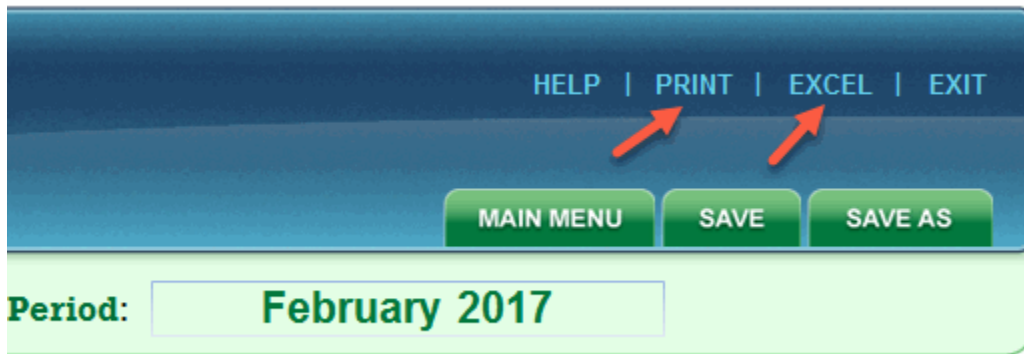 HELP | PRINT | EXCEL | EXIT
MAIN MENU SAVE SAVE AS
Period: February 2017